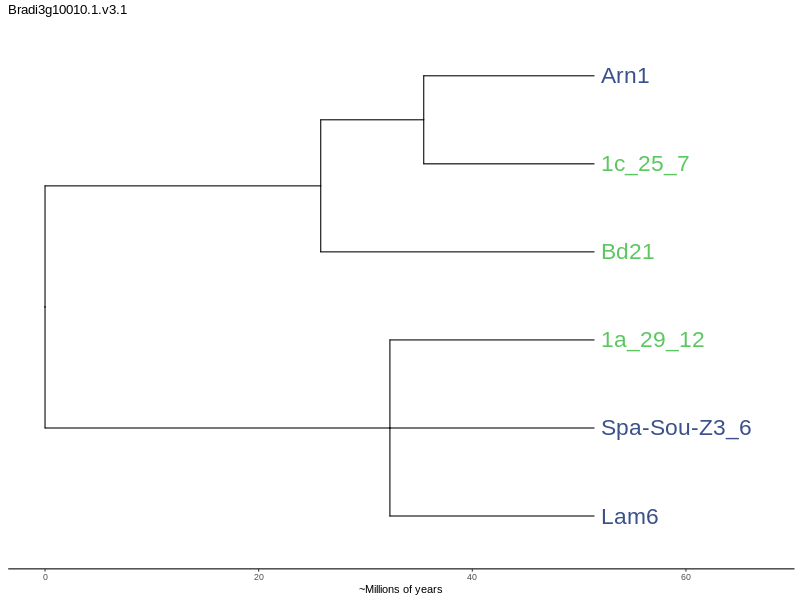 Bradi3g10010.1.v3.1
Arn1
1c_25_7
Bd21
1a_29_12
Spa-Sou-Z3_6
Lam6
0 20 40 60
~Millions of years